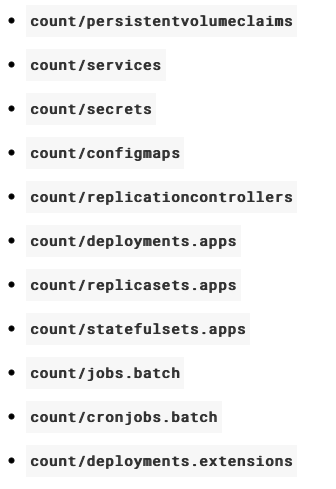 count/persistentvolumeclaims
count/services
count/secrets
count/configmaps
count/replicationcontrollers
count/deployments.apps
count/replicasets.apps
count/statefulsets.apps
count/jobs.batch
count/cronjobs.batch
count/deployments.extensions